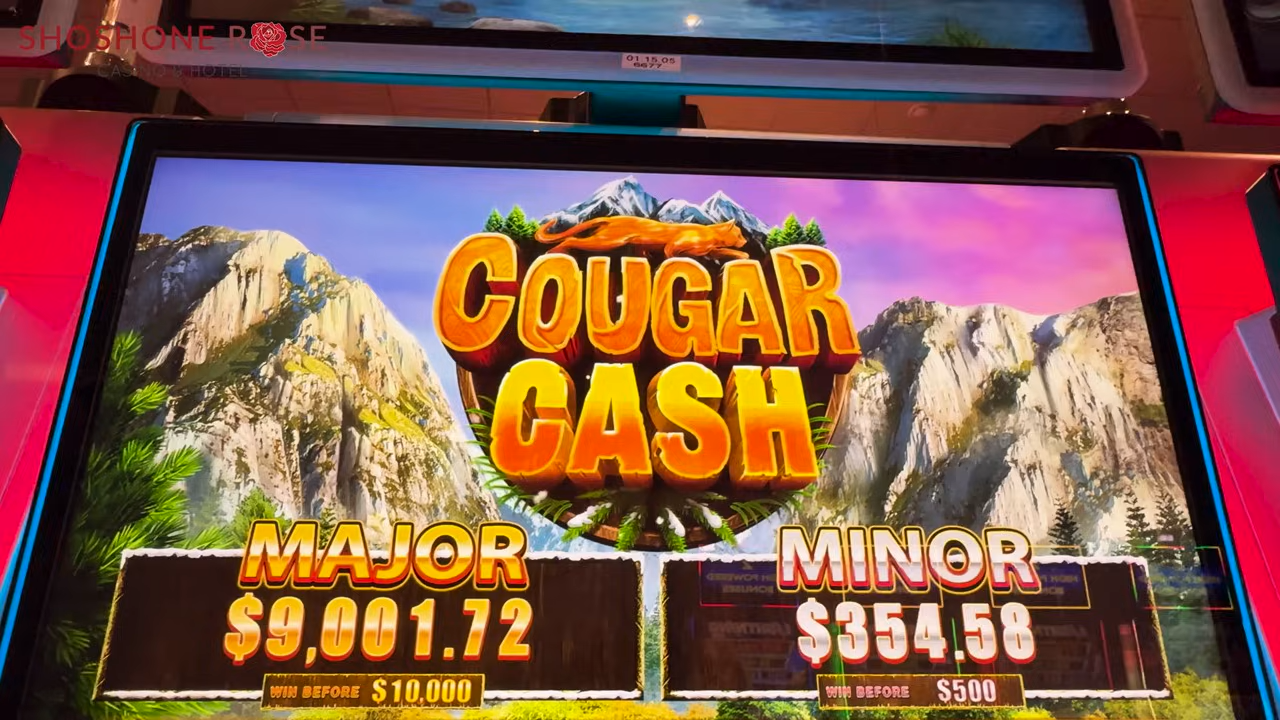 SHOSHONE ROSE
CASINO & HOTEL
01 15 05
6677
COUGAR
CASH
MAJOR
$9,001.72
WIN BEFORE $10,000
MINOR
$354.58
WIN BEFORE $500